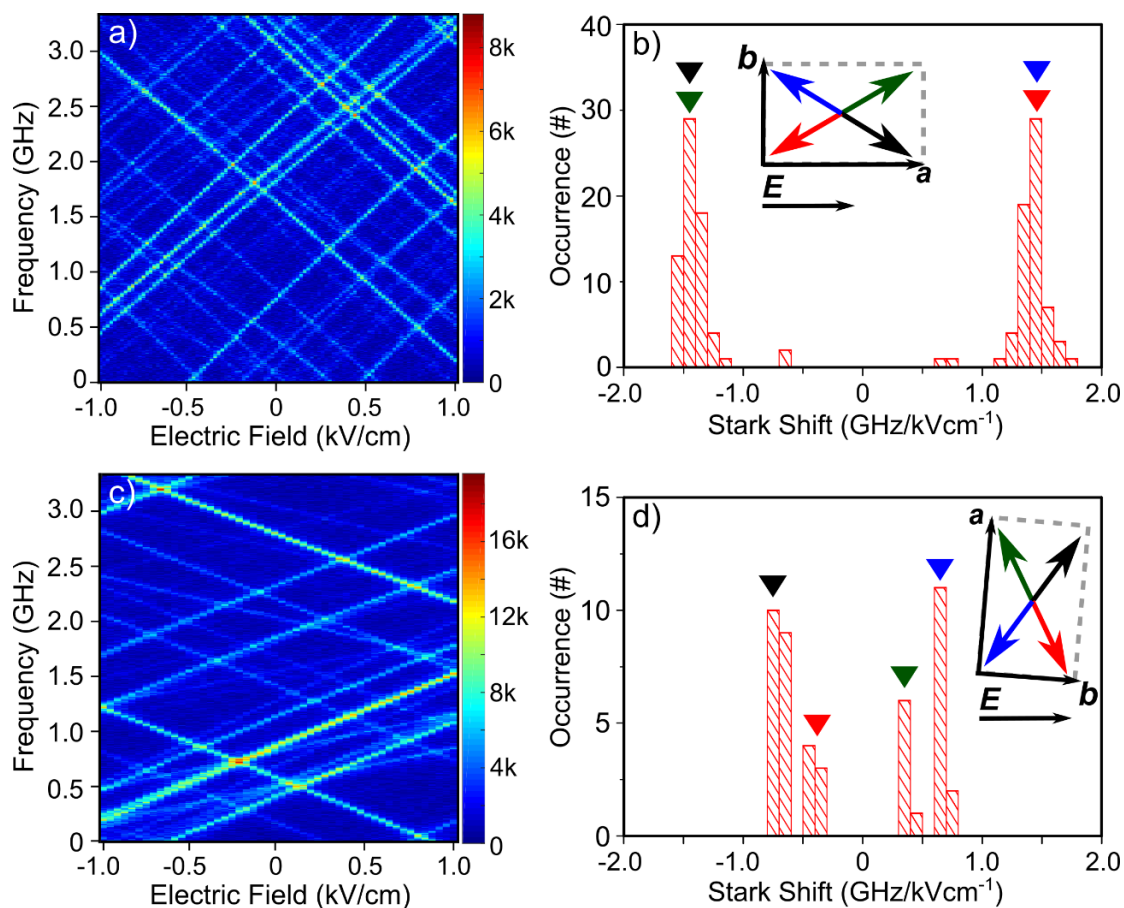 a)
3.0
2.5
2.0
1.5
1.0
0.5
0
Frequency (GHz)
-1.0 -0.5 0 0.5 1.0
Electric Field (kV/cm)
8k
6k
4k
2k
0
b)
40
30
20
10
0
Occurrence (#)
b
a
E
-2.0 -1.0 0 1.0 2.0
Stark Shift (GHz/kVcm⁻¹)
c)
3.0
2.5
2.0
1.5
1.0
0.5
0
Frequency (GHz)
-1.0 -0.5 0 0.5 1.0
Electric Field (kV/cm)
16k
12k
8k
4k
0
d)
15
10
5
0
Occurrence (#)
a
b
E
-2.0 -1.0 0 1.0 2.0
Stark Shift (GHz/kVcm⁻¹)